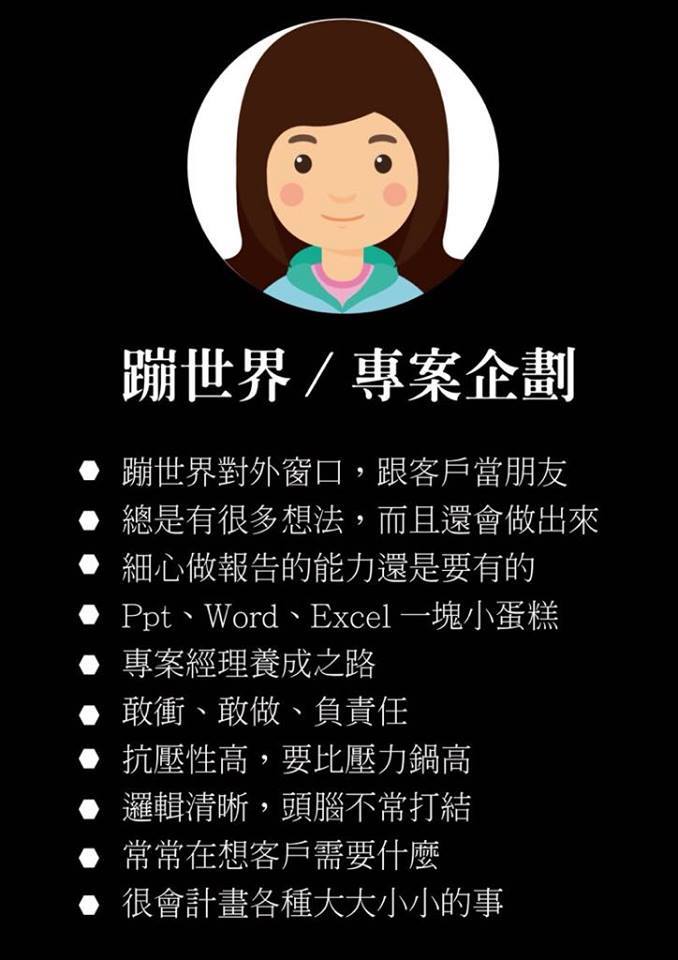 蹦世界 / 專案企劃
蹦世界對外窗口，跟客戶當朋友
總是有很多想法，而且還會做出來
細心做報告的能力還是要有的
Ppt、Word、Excel 一塊小蛋糕
專案經理養成之路
敢衝、敢做、負責任
抗壓性高，要比壓力鍋高
邏輯清晰，頭腦不常打結
常常在想客戶需要什麼
很會計畫各種大大小小的事